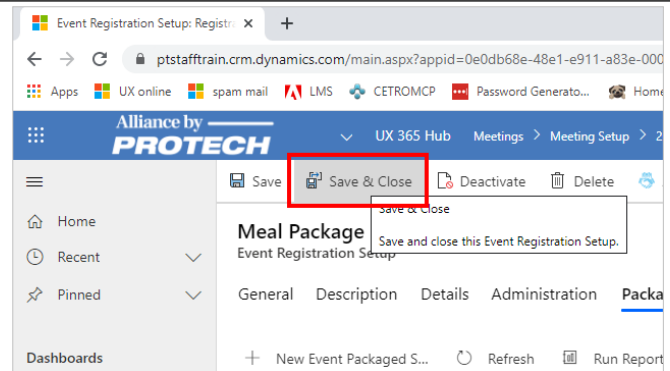 Event Registration Setup: Regist
ptstafftrain.crm.dynamics.com/main.aspx?appid=0e0db68e-48e1-e911-a83e-000
Apps UX online spam mail LMS CETROMCP Password Generato... Home
Alliance by
PROTECH
UX 365 Hub Meetings > Meeting Setup > 2
Save Save & Close Deactivate Delete
Save & Close
Save and close this Event Registration Setup.
Home
Recent
Pinned
Meal Package
Event Registration Setup
General Description Details Administration Packa
Dashboards
New Event Packaged S... Refresh Run Report